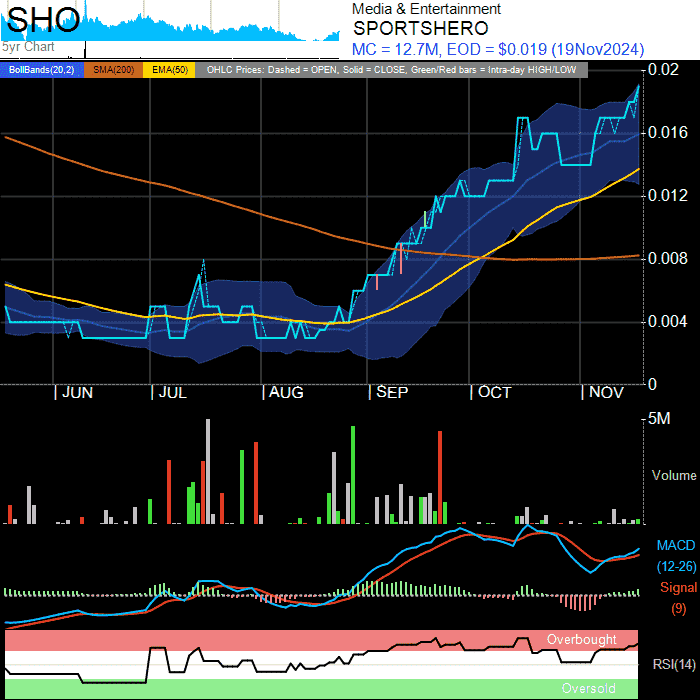 SHO
5yr Chart
Media & Entertainment
SPORTSHERO
MC = 12.7M, EOD = $0.019 (19Nov2024)
BollBands(20,2) SMA(200) EMA(50) OHLC Prices: Dashed = OPEN, Solid = CLOSE, Green/Red bars = Intra-day HIGH/LOW
0.02
0.016
0.012
0.008
0.004
0
JUN JUL AUG SEP OCT NOV
5M
Volume
MACD
(12-26)
Signal
(9)
Overbought
RSI(14)
Oversold